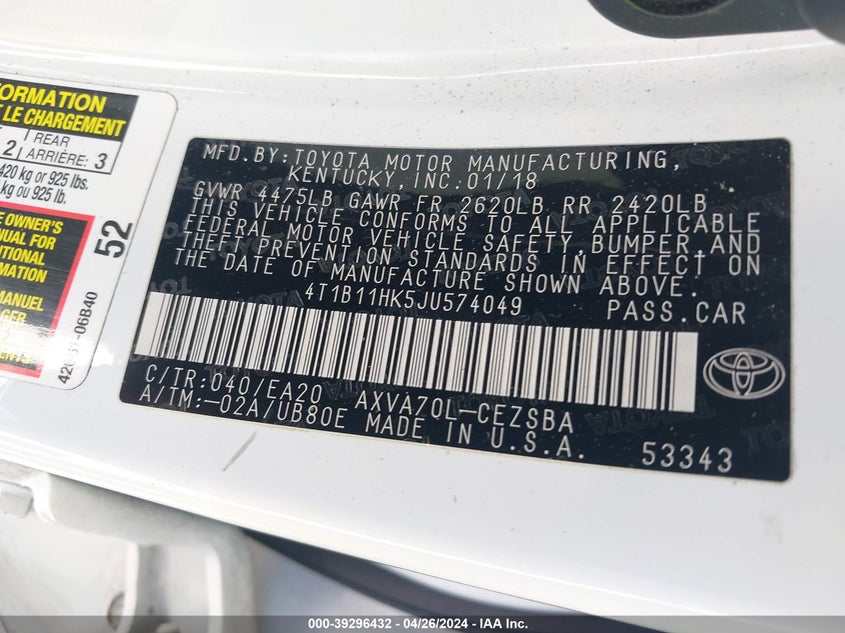 ORMATION
LE CHARGEMENT
2 REAR
ARRIÈRE: 3
420 kg or 925 lbs.
kg ou 925 lb.
OWNER'S
NUAL FOR
ITIONAL
RMATION
MANUEL
52
-06B40
MFD.BY:TOYOTA MOTOR MANUFACTURING,
KENTUCKY, INC. 01/18
GVWR 4475LB GAWR FR 2620LB RR 2420LB
THIS VEHICLE CONFORMS TO ALL APPLICABLE
FEDERAL MOTOR VEHICLE SAFETY, BUMPER, AND
THEFT PREVENTION STANDARDS IN EFFECT ON
THE DATE OF MANUFACTURE SHOWN ABOVE.
4T1B11HK5JU574049 PASS.CAR
C/TR:040/EA20 AXVA70L-CEZSBA
A/TM:-02A/UB80E MADE IN U.S.A. 53343
000-39296432 - 04/26/2024 - IAA Inc.